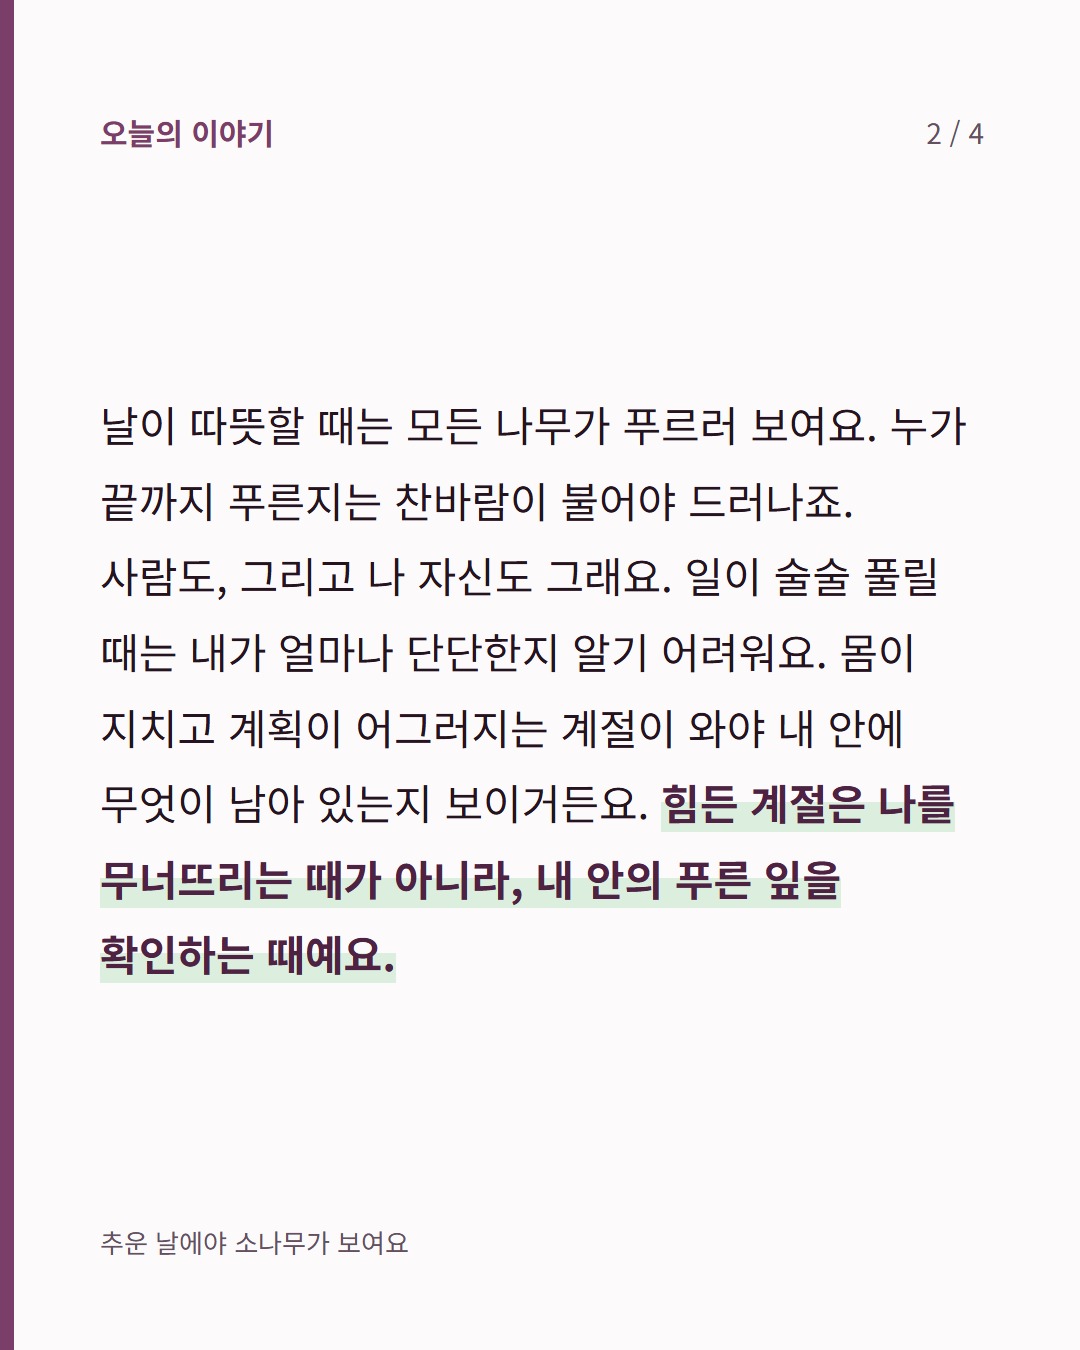 오늘의 이야기
2 / 4
날이 따뜻할 때는 모든 나무가 푸르러 보여요. 누가
끝까지 푸른지는 찬바람이 불어야 드러나죠.
사람도, 그리고 나 자신도 그래요. 일이 술술 풀릴
때는 내가 얼마나 단단한지 알기 어려워요. 몸이
지치고 계획이 어그러지는 계절이 와야 내 안에
무엇이 남아 있는지 보이거든요. 힘든 계절은 나를
무너뜨리는 때가 아니라, 내 안의 푸른 잎을
확인하는 때예요.
추운 날에야 소나무가 보여요